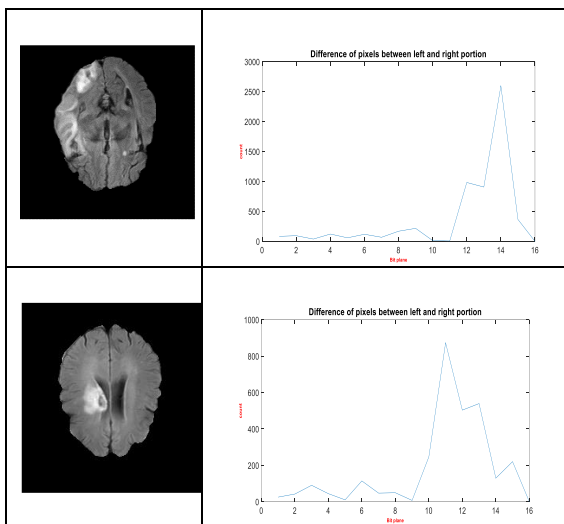 Difference of pixels between left and right portion
3000
2500
2000
1500
1000
500
0
count
0 2 4 6 8 10 12 14 16
Bit plane
Difference of pixels between left and right portion
1000
800
600
400
200
0
count
0 2 4 6 8 10 12 14 16
Bit plane